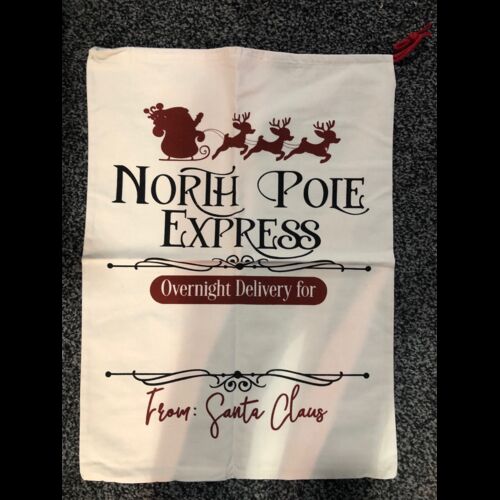 North Pole
Express
Overnight Delivery for
From: Santa Claus